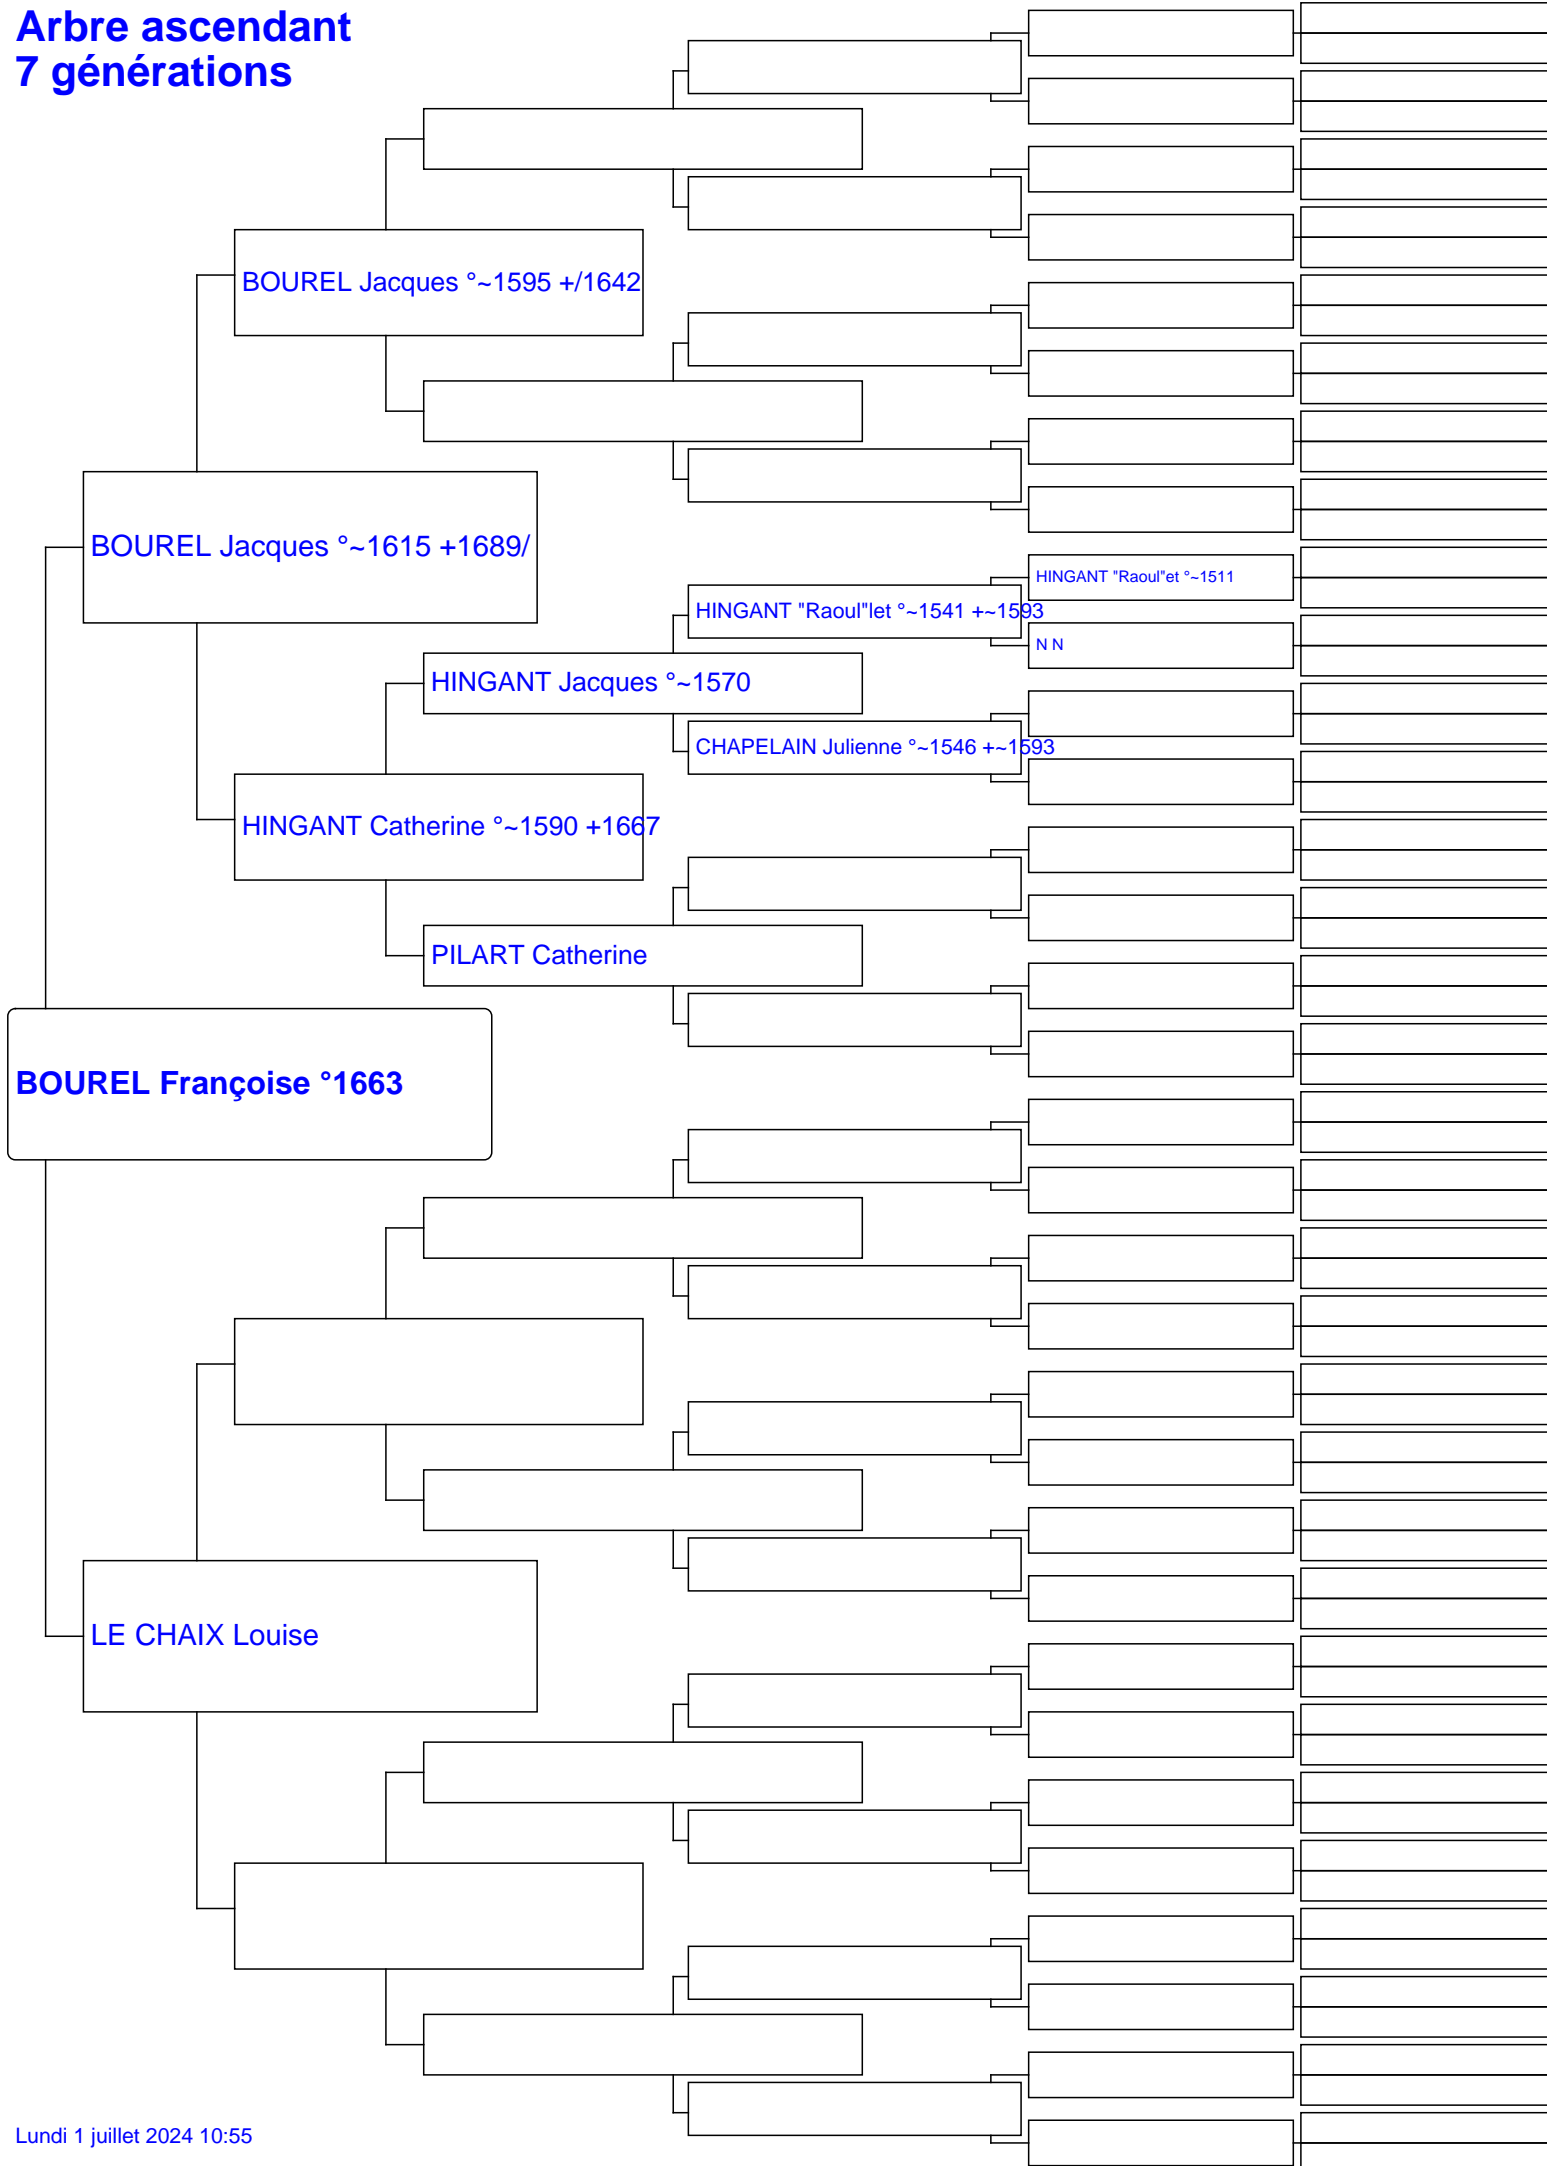 Arbre ascendant
7 générations
BOUREL Jacques °~1595 +/1642
BOUREL Jacques °~1615 +1689/
HINGANT "Raoul"et °~1511
HINGANT "Raoul"let °~1541 +~1593
N N
HINGANT Jacques °~1570
CHAPELAIN Julienne °~1546 +~1593
HINGANT Catherine °~1590 +1667
PILART Catherine
BOUREL Françoise °1663
LE CHAIX Louise
Lundi 1 juillet 2024 10:55